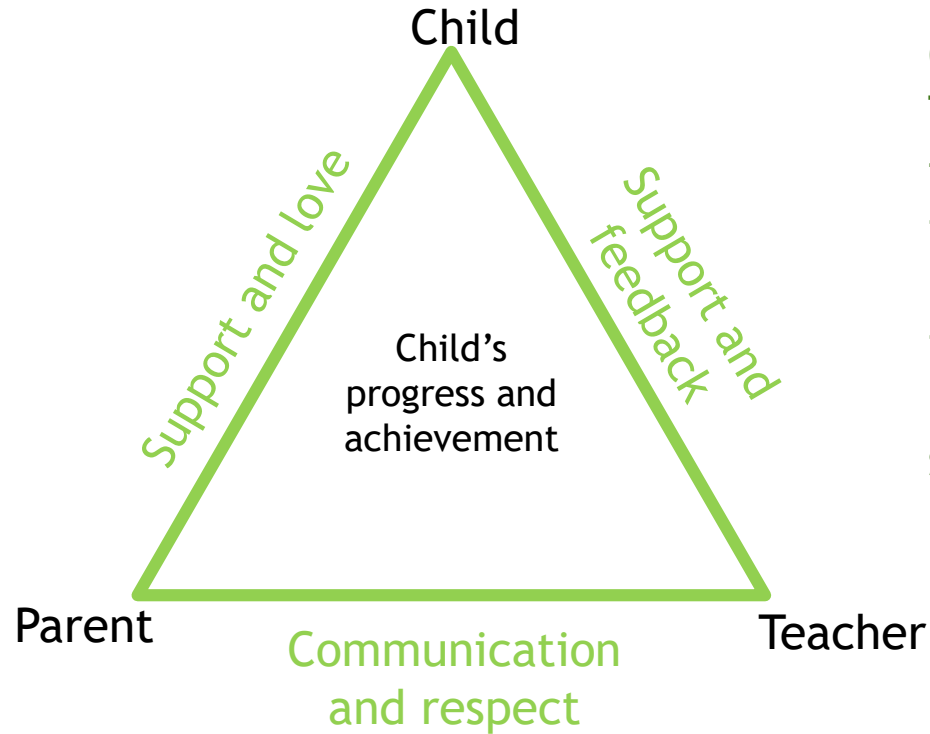 Child
Support and love
Support and
feedback
Child’s
progress and
achievement
Parent
Teacher
Communication
and respect